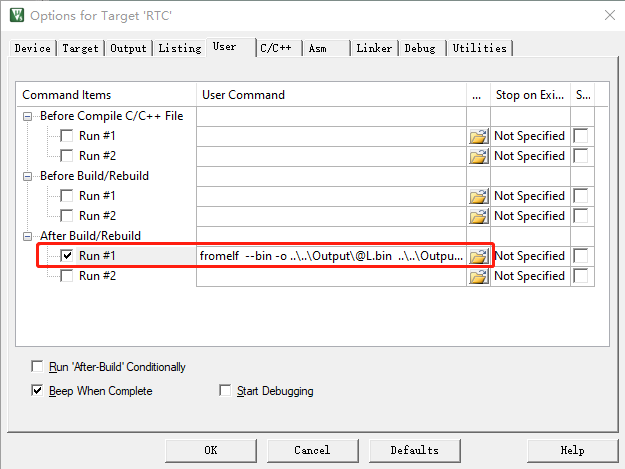 Options for Target 'RTC'
Device Target Output Listing User C/C++ Asm Linker Debug Utilities
Command Items User Command ... Stop on Exi... S...
Before Compile C/C++ File
Run #1 Not Specified
Run #2 Not Specified
Before Build/Rebuild
Run #1 Not Specified
Run #2 Not Specified
After Build/Rebuild
Run #1 fromelf --bin -o ..\..\Output\@L.bin ..\..\Outpu... Not Specified
Run #2 Not Specified
Run 'After-Build' Conditionally
Beep When Complete Start Debugging
OK Cancel Defaults Help